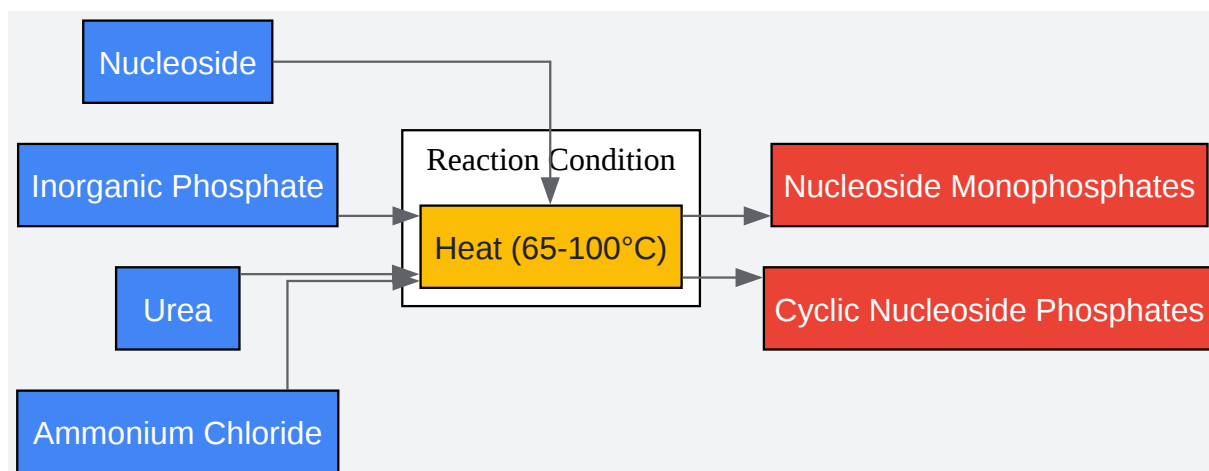 Nucleoside
Inorganic Phosphate
Urea
Ammonium Chloride
Reaction Condition
Heat (65-100°C)
Nucleoside Monophosphates
Cyclic Nucleoside Phosphates